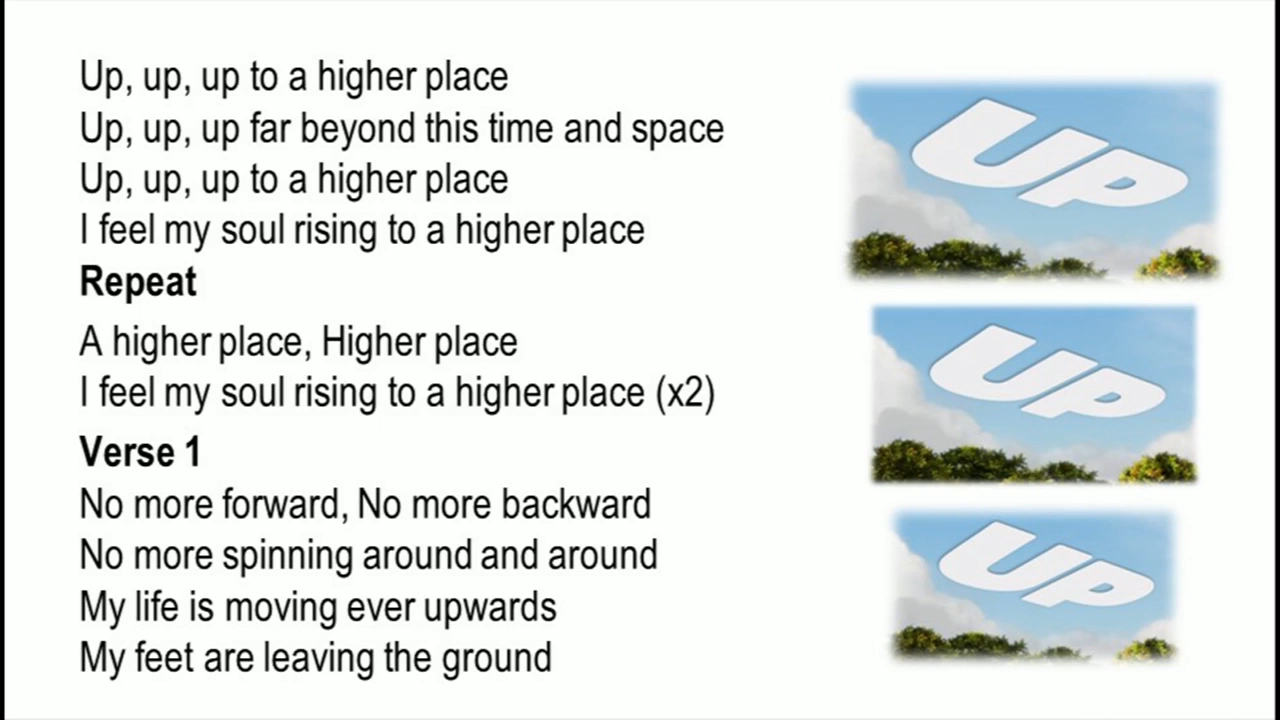 Up, up, up to a higher place
Up, up, up far beyond this time and space
Up, up, up to a higher place
I feel my soul rising to a higher place
Repeat
A higher place, Higher place
I feel my soul rising to a higher place (x2)
Verse 1
No more forward, No more backward
No more spinning around and around
My life is moving ever upwards
My feet are leaving the ground
UP
UP
UP